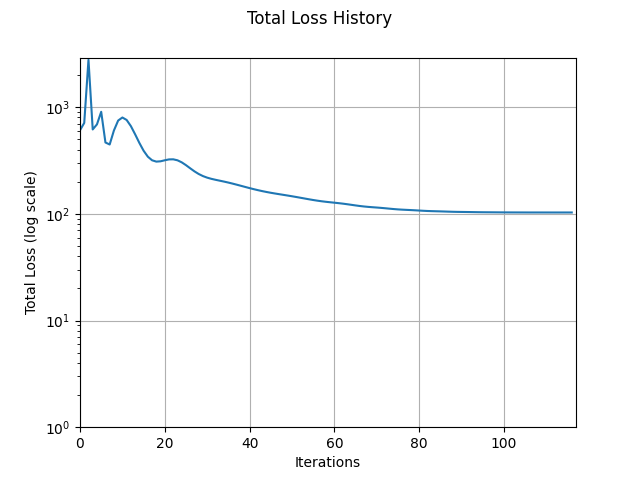 Total Loss History
Total Loss (log scale)
10³
10²
10¹
10⁰
0 20 40 60 80 100
Iterations